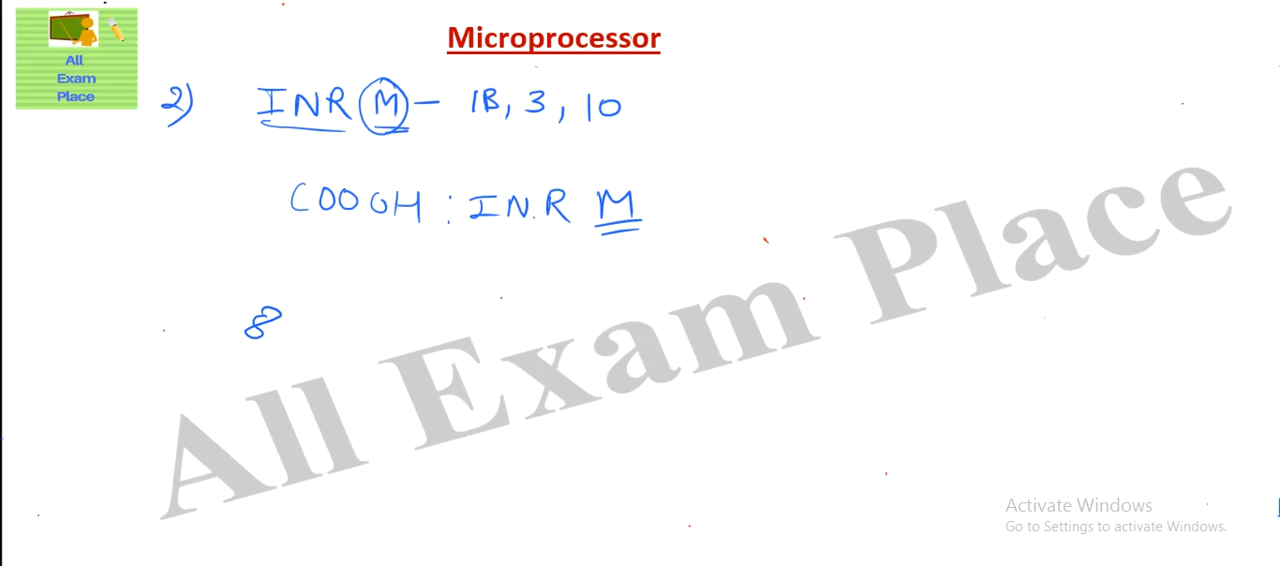 All
Exam
Place
Microprocessor
2) INR M - 1B, 3, 10
C000H : INR M
8
All Exam Place
Activate Windows
Go to Settings to activate Windows.